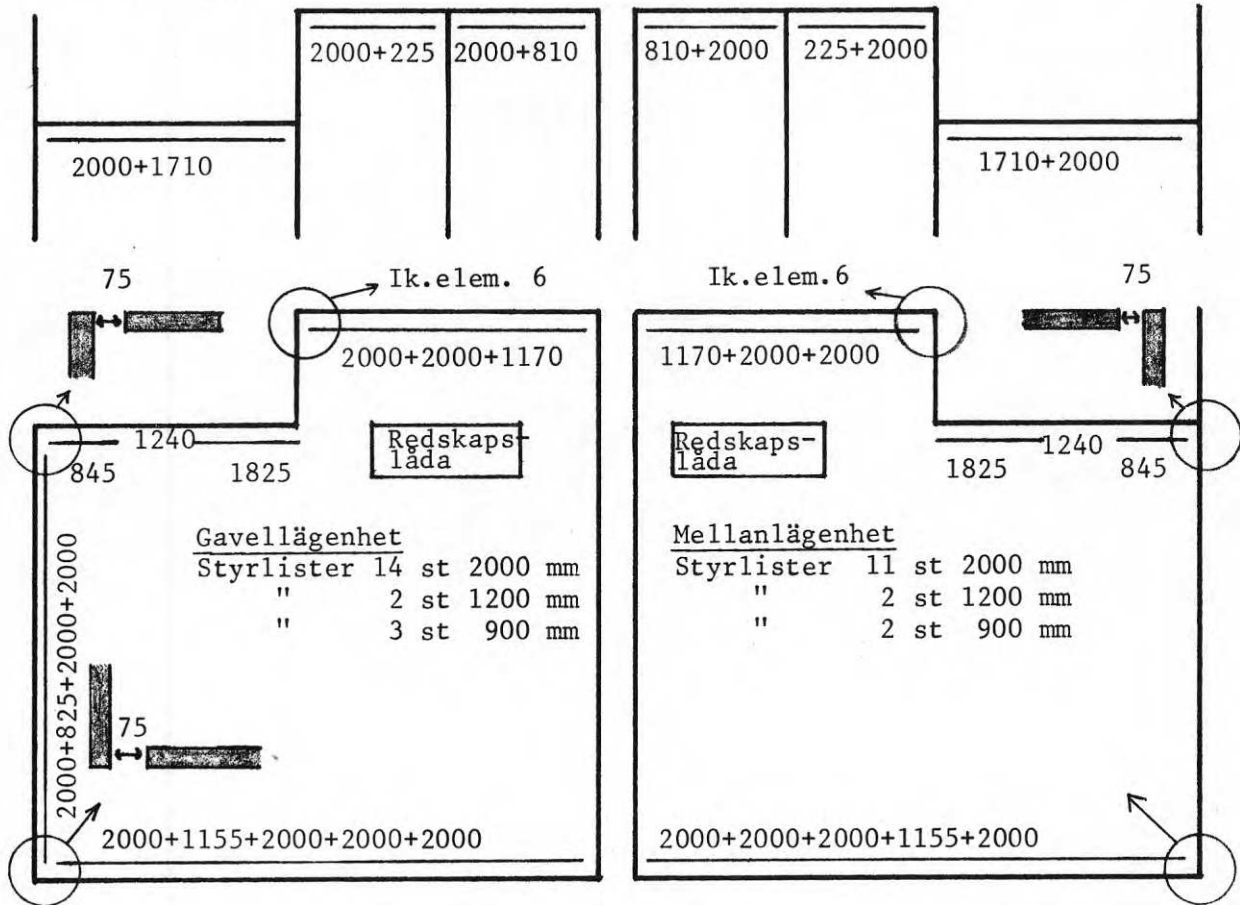 2000+225 2000+810 810+2000 225+2000
2000+1710 1710+2000
75 Ik.elem. 6 Ik.elem.6 75
2000+2000+1170 1170+2000+2000
1240 1240
845 1825 1825 845
Redskaps-
låda
Redskaps-
låda
2000+825+2000+2000+2000
Gavellägenhet
Styrlister 14 st 2000 mm
" 2 st 1200 mm
" 3 st 900 mm
Mellanlägenhet
Styrlister 11 st 2000 mm
" 2 st 1200 mm
" 2 st 900 mm
75
2000+1155+2000+2000+2000 2000+2000+2000+1155+2000